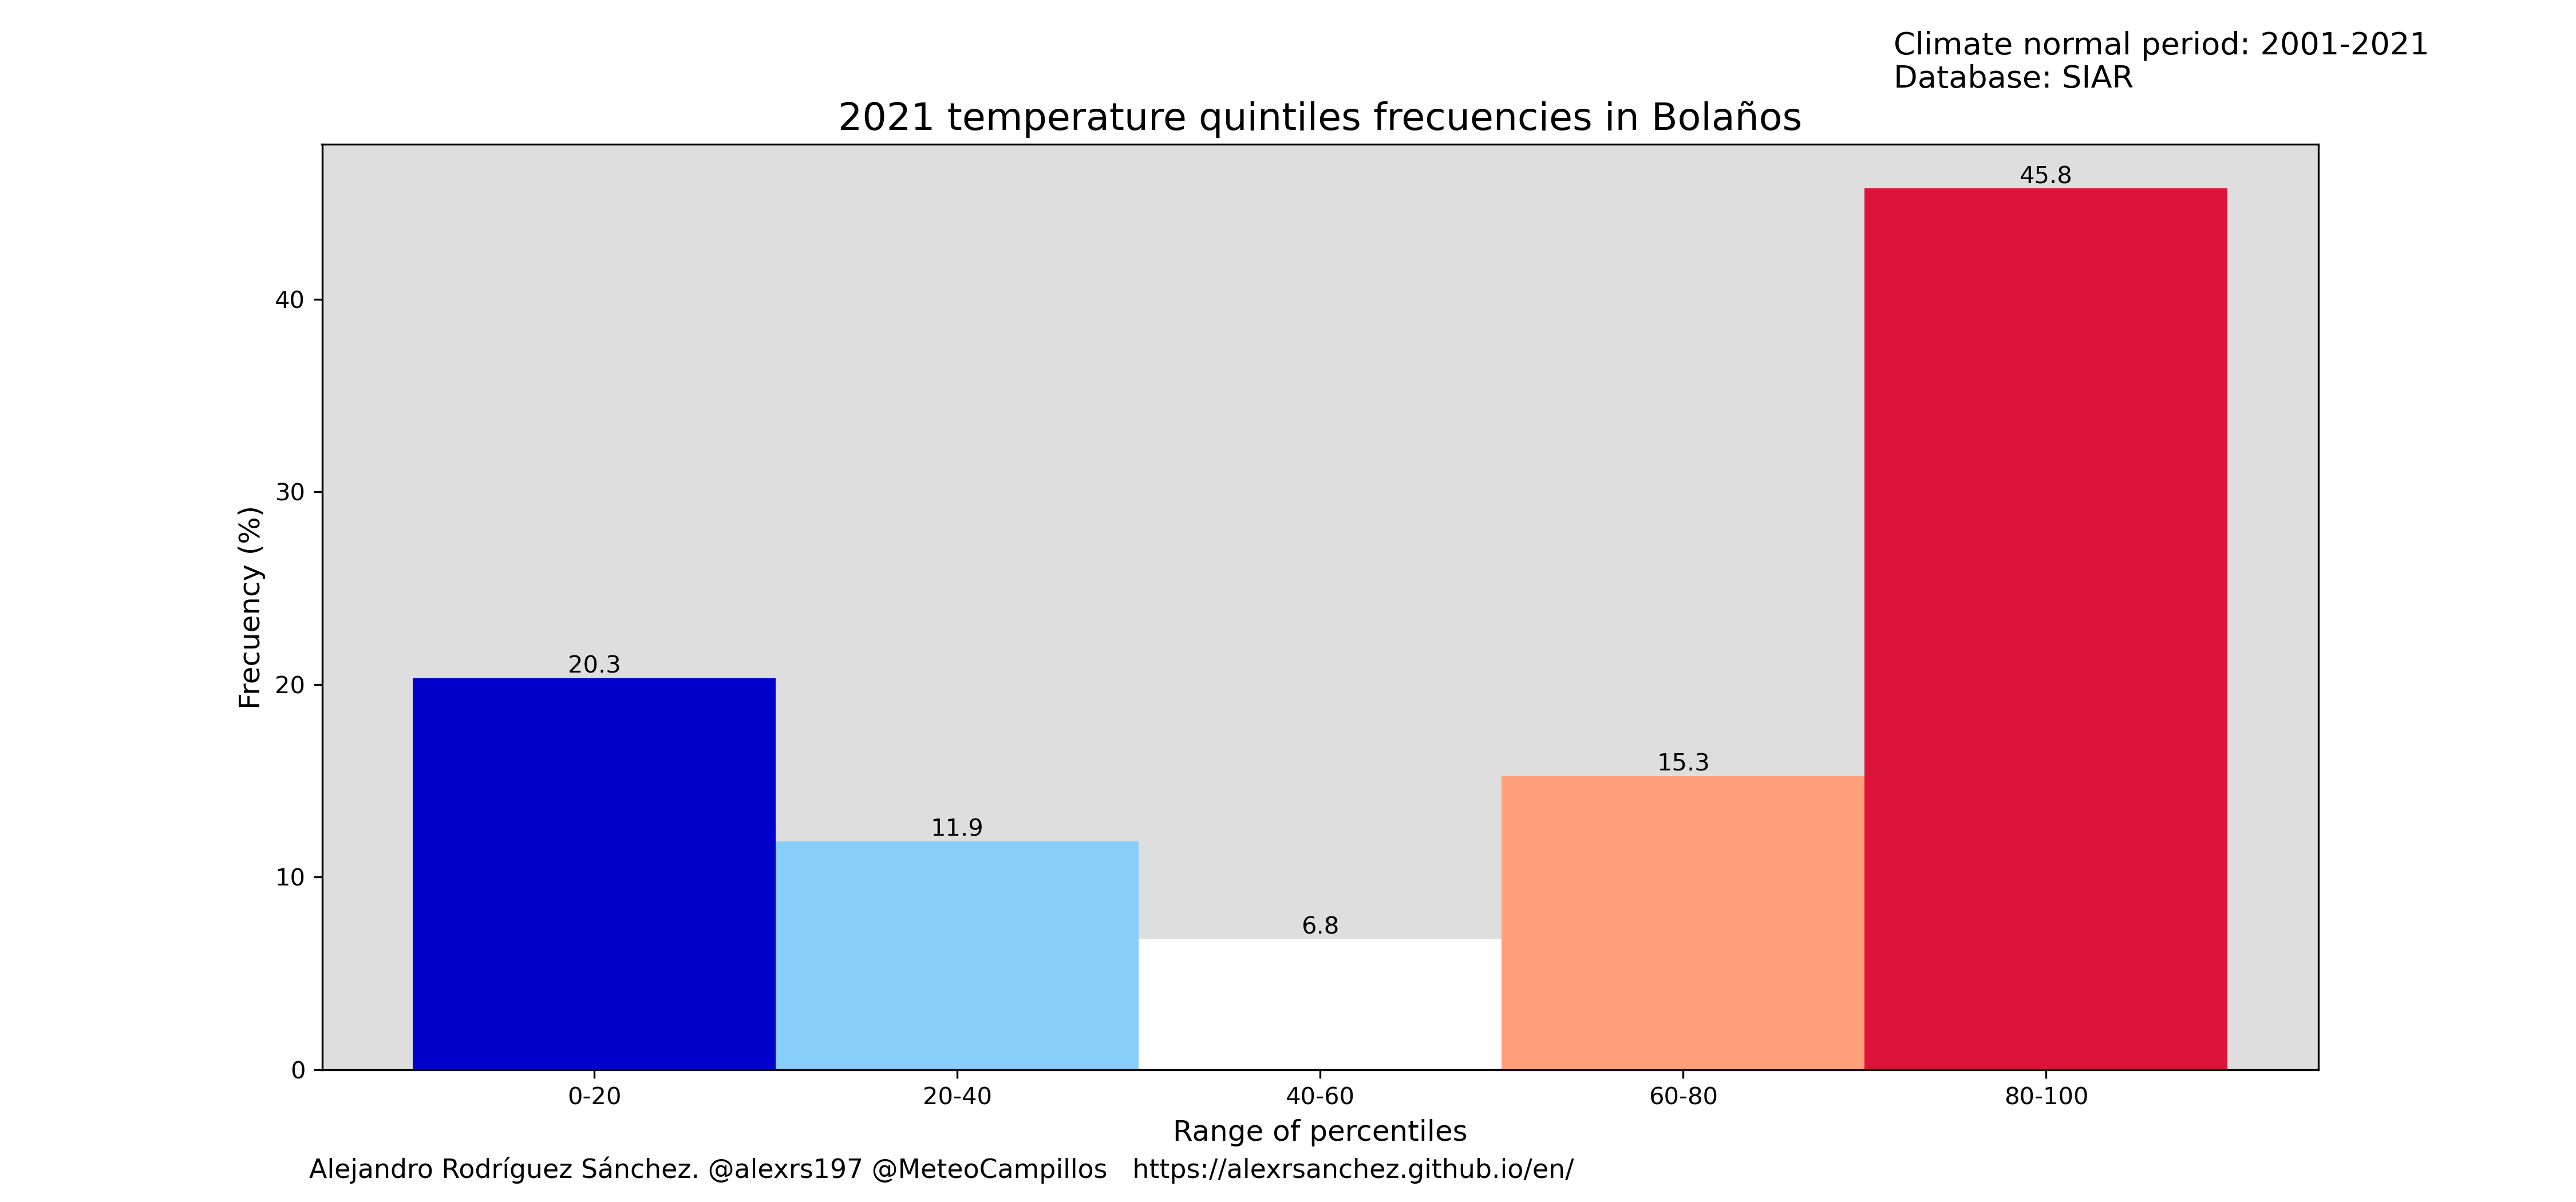 Climate normal period: 2001-2021
Database: SIAR
2021 temperature quintiles frecuencies in Bolaños
45.8
40
30
Frecuency (%)
20.3
20
15.3
11.9
10
6.8
0
0-20 20-40 40-60 60-80 80-100
Range of percentiles
Alejandro Rodríguez Sánchez. @alexrs197 @MeteoCampillos https://alexrsanchez.github.io/en/